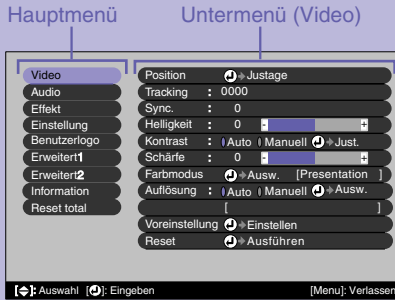 Hauptmenü
Untermenü (Video)
Video
Audio
Effekt
Einstellung
Benutzerlogo
Erweitert1
Erweitert2
Information
Reset total
Position Justage
Tracking : 0000
Sync. : 0
Helligkeit : 0 - +
Kontrast : Auto Manuell Just.
Schärfe : 0 - +
Farbmodus Ausw. [Presentation ]
Auflösung : Auto Manuell Ausw.
[ ]
Voreinstellung Einstellen
Reset Ausführen
[ ]: Auswahl [ ]: Eingeben [Menu]: Verlassen